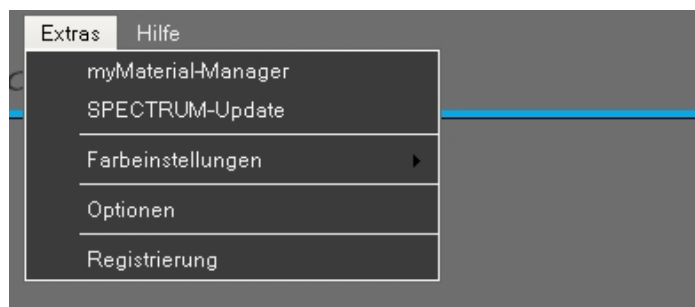 Extras Hilfe
myMaterial-Manager
SPECTRUM-Update
Farbeinstellungen
Optionen
Registrierung